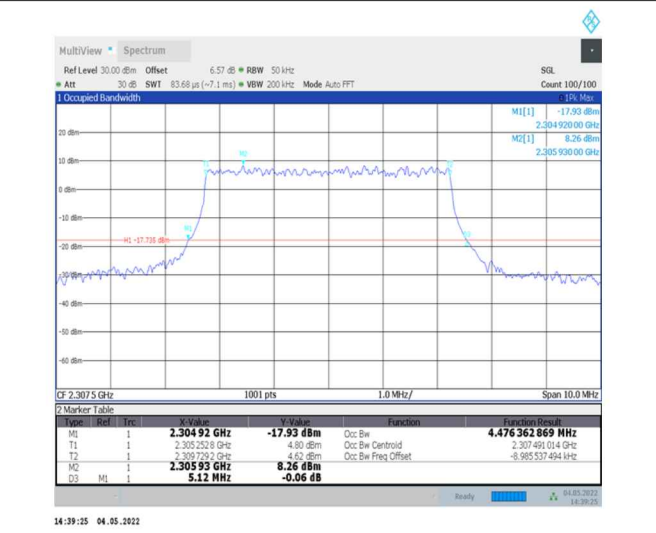 MultiView Spectrum
Ref Level 30.00 dBm Offset 6.57 dB RBW 50 kHz SGL
Att 30 dB SWT 83.68 µs (~7.1 ms) VBW 200 kHz Mode Auto FFT Count 100/100
1 Occupied Bandwidth 1Pk Max
M1[1] -17.93 dBm
2.304 920 00 GHz
M2[1] 8.26 dBm
2.305 930 00 GHz
20 dBm
M2
10 dBm
T1 T2
0 dBm
-10 dBm
M1
H1 -17.738 dBm
D3
-20 dBm
-30 dBm
-40 dBm
-50 dBm
-60 dBm
CF 2.307 5 GHz 1001 pts 1.0 MHz/ Span 10.0 MHz
2 Marker Table
Type Ref Trc X-Value Y-Value Function Function Result
M1 1 2.304 92 GHz -17.93 dBm Occ Bw 4.476 362 869 MHz
T1 1 2.305 252 8 GHz 4.80 dBm Occ Bw Centroid 2.307 491 014 GHz
T2 1 2.309 729 2 GHz 4.62 dBm Occ Bw Freq Offset -8.985 537 494 kHz
M2 1 2.305 93 GHz 8.26 dBm
D3 M1 1 5.12 MHz -0.06 dB
Ready 04.05.2022
14:39:25
14:39:25 04.05.2022